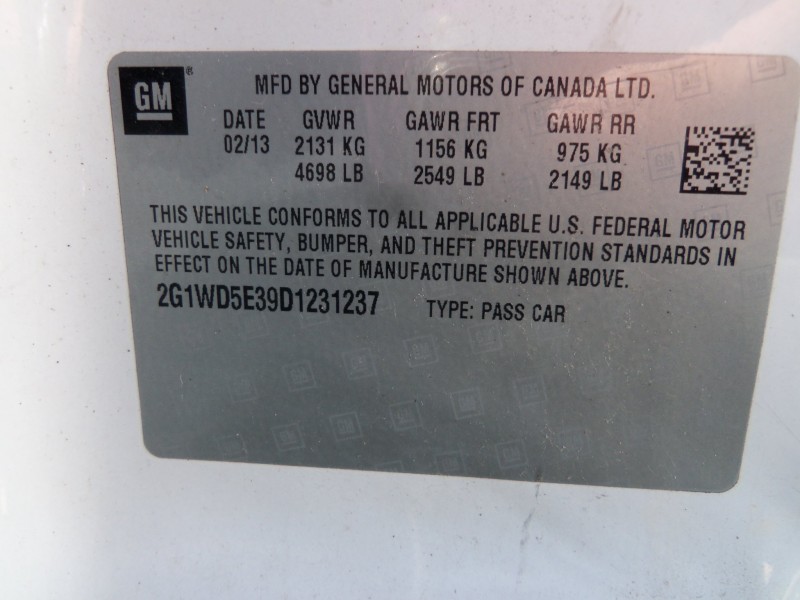 GM ®
MFD BY GENERAL MOTORS OF CANADA LTD.
DATE GVWR GAWR FRT GAWR RR
02/13 2131 KG 1156 KG 975 KG
4698 LB 2549 LB 2149 LB
THIS VEHICLE CONFORMS TO ALL APPLICABLE U.S. FEDERAL MOTOR
VEHICLE SAFETY, BUMPER, AND THEFT PREVENTION STANDARDS IN
EFFECT ON THE DATE OF MANUFACTURE SHOWN ABOVE.
2G1WD5E39D1231237 TYPE: PASS CAR